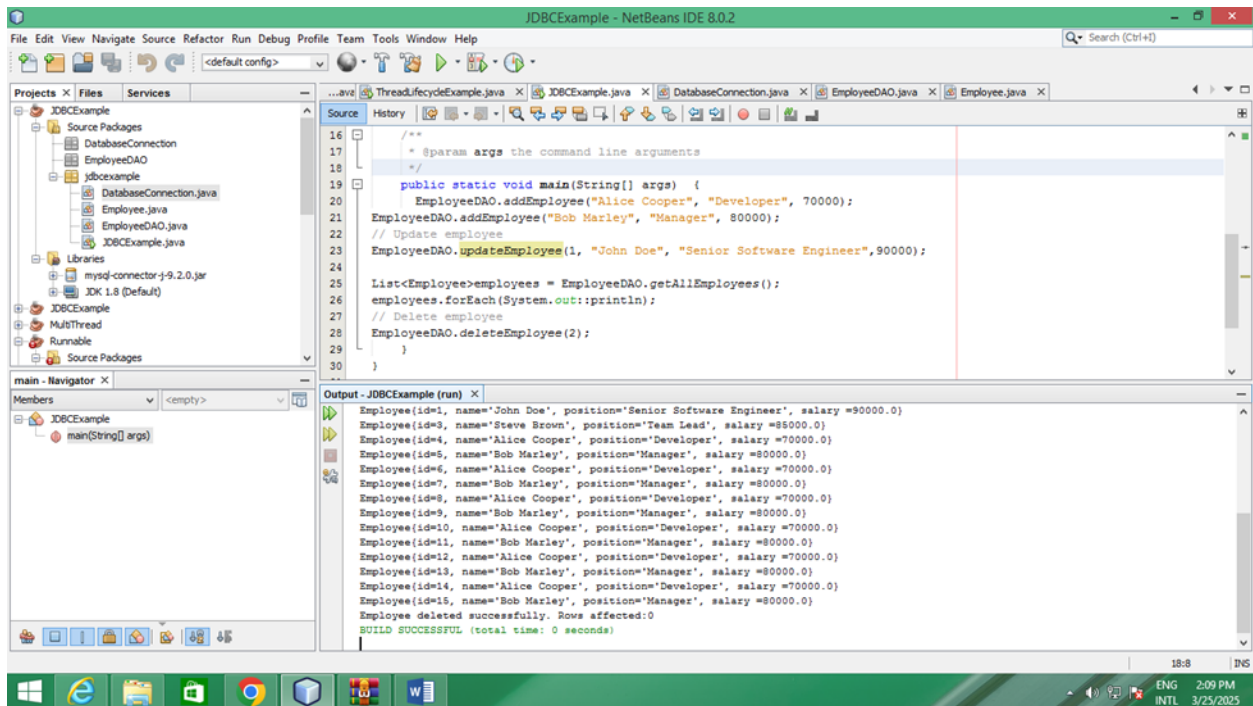 JDBCExample - NetBeans IDE 8.0.2
File Edit View Navigate Source Refactor Run Debug Profile Team Tools Window Help
Search (Ctrl+I)
<default config>
Projects Files Services
JDBCExample
Source Packages
DatabaseConnection
EmployeeDAO
jdbcexample
DatabaseConnection.java
Employee.java
EmployeeDAO.java
JDBCExample.java
Libraries
mysql-connector-j-9.2.0.jar
JDK 1.8 (Default)
JDBCExample
MultiThread
Runnable
Source Packages
main - Navigator
Members <empty>
JDBCExample
main(String[] args)
...ava ThreadLifecycleExample.java JDBCExample.java DatabaseConnection.java EmployeeDAO.java Employee.java
Source History
16 /**
17 * @param args the command line arguments
18 */
19 public static void main(String[] args) {
20 EmployeeDAO.addEmployee("Alice Cooper", "Developer", 70000);
21 EmployeeDAO.addEmployee("Bob Marley", "Manager", 80000);
22 // Update employee
23 EmployeeDAO.updateEmployee(1, "John Doe", "Senior Software Engineer",90000);
24
25 List<Employee>employees = EmployeeDAO.getAllEmployees();
26 employees.forEach(System.out::println);
27 // Delete employee
28 EmployeeDAO.deleteEmployee(2);
29 }
30 }
Output - JDBCExample (run)
Employee{id=1, name='John Doe', position='Senior Software Engineer', salary =90000.0}
Employee{id=3, name='Steve Brown', position='Team Lead', salary =85000.0}
Employee{id=4, name='Alice Cooper', position='Developer', salary =70000.0}
Employee{id=5, name='Bob Marley', position='Manager', salary =80000.0}
Employee{id=6, name='Alice Cooper', position='Developer', salary =70000.0}
Employee{id=7, name='Bob Marley', position='Manager', salary =80000.0}
Employee{id=8, name='Alice Cooper', position='Developer', salary =70000.0}
Employee{id=9, name='Bob Marley', position='Manager', salary =80000.0}
Employee{id=10, name='Alice Cooper', position='Developer', salary =70000.0}
Employee{id=11, name='Bob Marley', position='Manager', salary =80000.0}
Employee{id=12, name='Alice Cooper', position='Developer', salary =70000.0}
Employee{id=13, name='Bob Marley', position='Manager', salary =80000.0}
Employee{id=14, name='Alice Cooper', position='Developer', salary =70000.0}
Employee{id=15, name='Bob Marley', position='Manager', salary =80000.0}
Employee deleted successfully. Rows affected:0
BUILD SUCCESSFUL (total time: 0 seconds)
18:8 INS
ENG 2:09 PM
INTL 3/25/2025